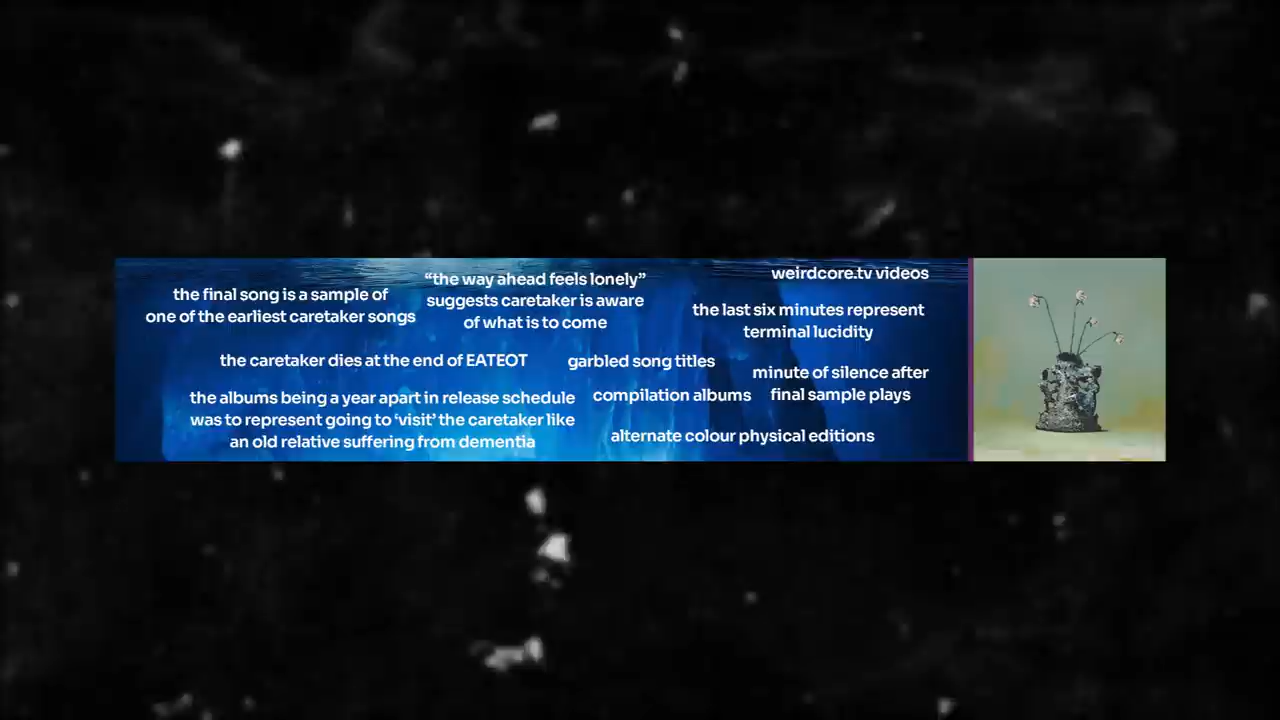 weirdcore.tv videos
“the way ahead feels lonely”
suggests caretaker is aware
of what is to come
the final song is a sample of
one of the earliest caretaker songs
the last six minutes represent
terminal lucidity
the caretaker dies at the end of EATEOT
garbled song titles
minute of silence after
final sample plays
the albums being a year apart in release schedule
was to represent going to ‘visit’ the caretaker like
an old relative suffering from dementia
compilation albums
alternate colour physical editions